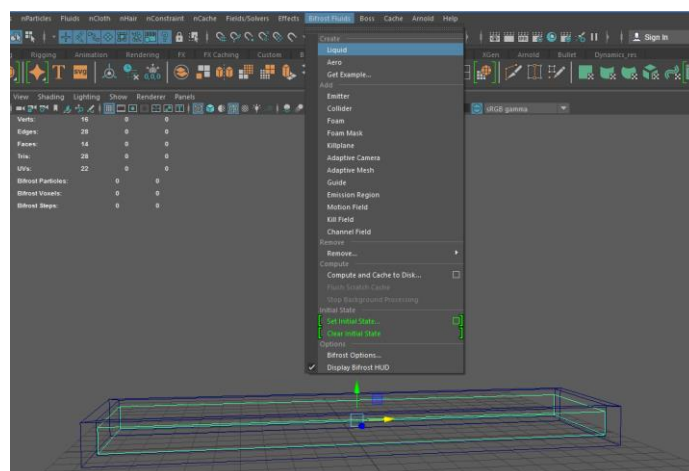 s nParticles Fluids nCloth nHair nConstraint nCache Fields/Solvers Effects Bifrost Fluids Boss Cache Arnold Help
Sign In
Rigging Animation Rendering FX FX Caching Custom
XGen Arnold Bullet
View Shading Lighting Show Renderer Panels
sRGB gamma
Verts: 16 0 0
Edges: 28 0 0
Faces: 14 0 0
Tris: 28 0 0
UVs: 22 0 0
Bifrost Particles: 0 0
Bifrost Voxels: 0 0
Bifrost Steps: 0 0
Create
Liquid
Aero
Get Example...
Add
Emitter
Collider
Foam
Foam Mask
Killplane
Adaptive Camera
Adaptive Mesh
Guide
Emission Region
Motion Field
Kill Field
Channel Field
Remove
Remove...
Compute
Compute and Cache to Disk...
Flush Scratch Cache
Stop Background Processing
Initial State
Set Initial State...
Clear Initial State
Options
Bifrost Options...
Display Bifrost HUD